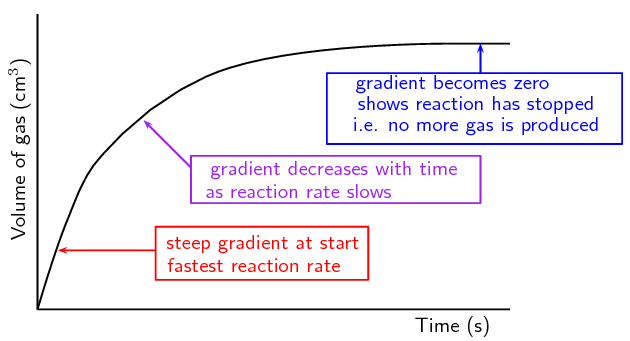 Volume of gas (cm³)
gradient becomes zero
shows reaction has stopped
i.e. no more gas is produced
gradient decreases with time
as reaction rate slows
steep gradient at start
fastest reaction rate
Time (s)